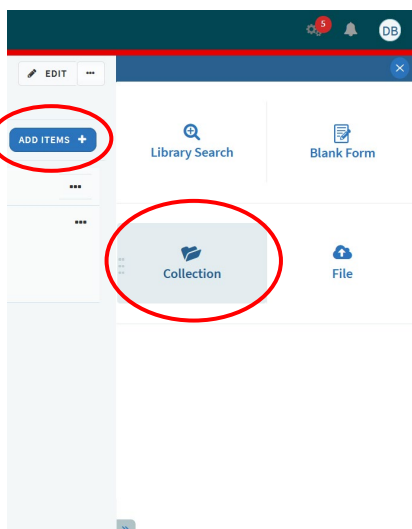 5
DB
EDIT ...
ADD ITEMS +
Library Search
Blank Form
...
...
Collection
File
»